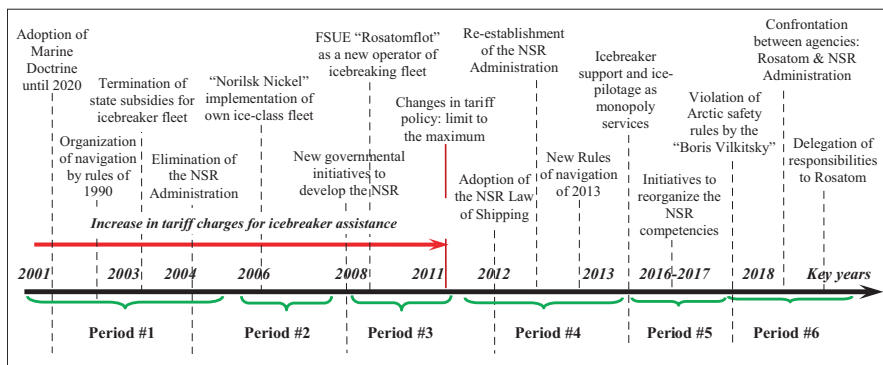 Adoption of
Marine
Doctrine
until 2020
Organization
of navigation
by rules of
1990
Termination of
state subsidies for
icebreaker fleet
Elimination of
the NSR
Administration
“Norilsk Nickel”
implementation of
own ice-class fleet
FSUE “Rosatomflot”
as a new operator of
icebreaking fleet
New governmental
initiatives to
develop the NSR
Changes in tariff
policy: limit to
the maximum
Re-establishment
of the NSR
Administration
Adoption of
the NSR Law of
Shipping
New Rules
of navigation
of 2013
Icebreaker
support and ice-
pilotage as
monopoly
services
Initiatives to
reorganize the
NSR
competencies
Violation of
Arctic safety
rules by the
“Boris Vilkitsky”
Confrontation
between agencies:
Rosatom & NSR
Administration
Delegation of
responsibilities
to Rosatom
Increase in tariff charges for icebreaker assistance
2001 2003 2004 2006 2008 2011 2012 2013 2016-2017 2018 Key years
Period #1 Period #2 Period #3 Period #4 Period #5 Period #6